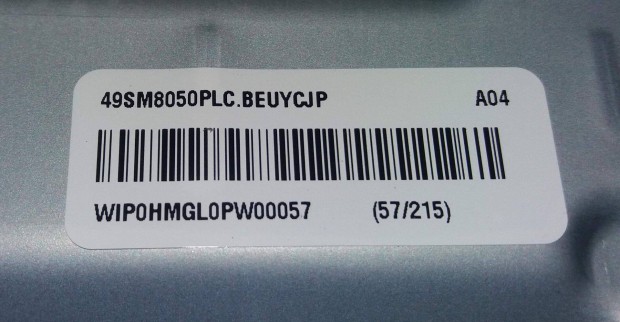 49SM8050PLC.BEUYCJP A04
WIP0HMGL0PW00057 (57/215)